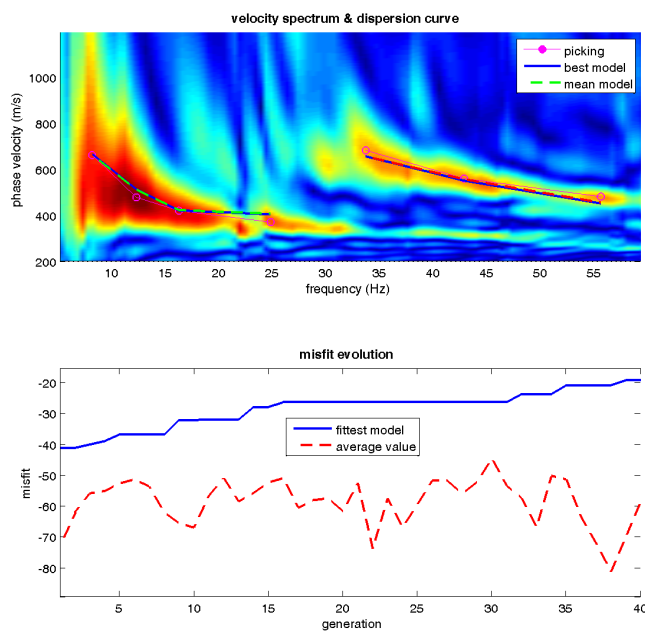 velocity spectrum & dispersion curve
picking
best model
mean model
phase velocity (m/s)
1000
800
600
400
200
10 15 20 25 30 35 40 45 50 55
frequency (Hz)
misfit evolution
fittest model
average value
misfit
-20
-30
-40
-50
-60
-70
-80
5 10 15 20 25 30 35 40
generation